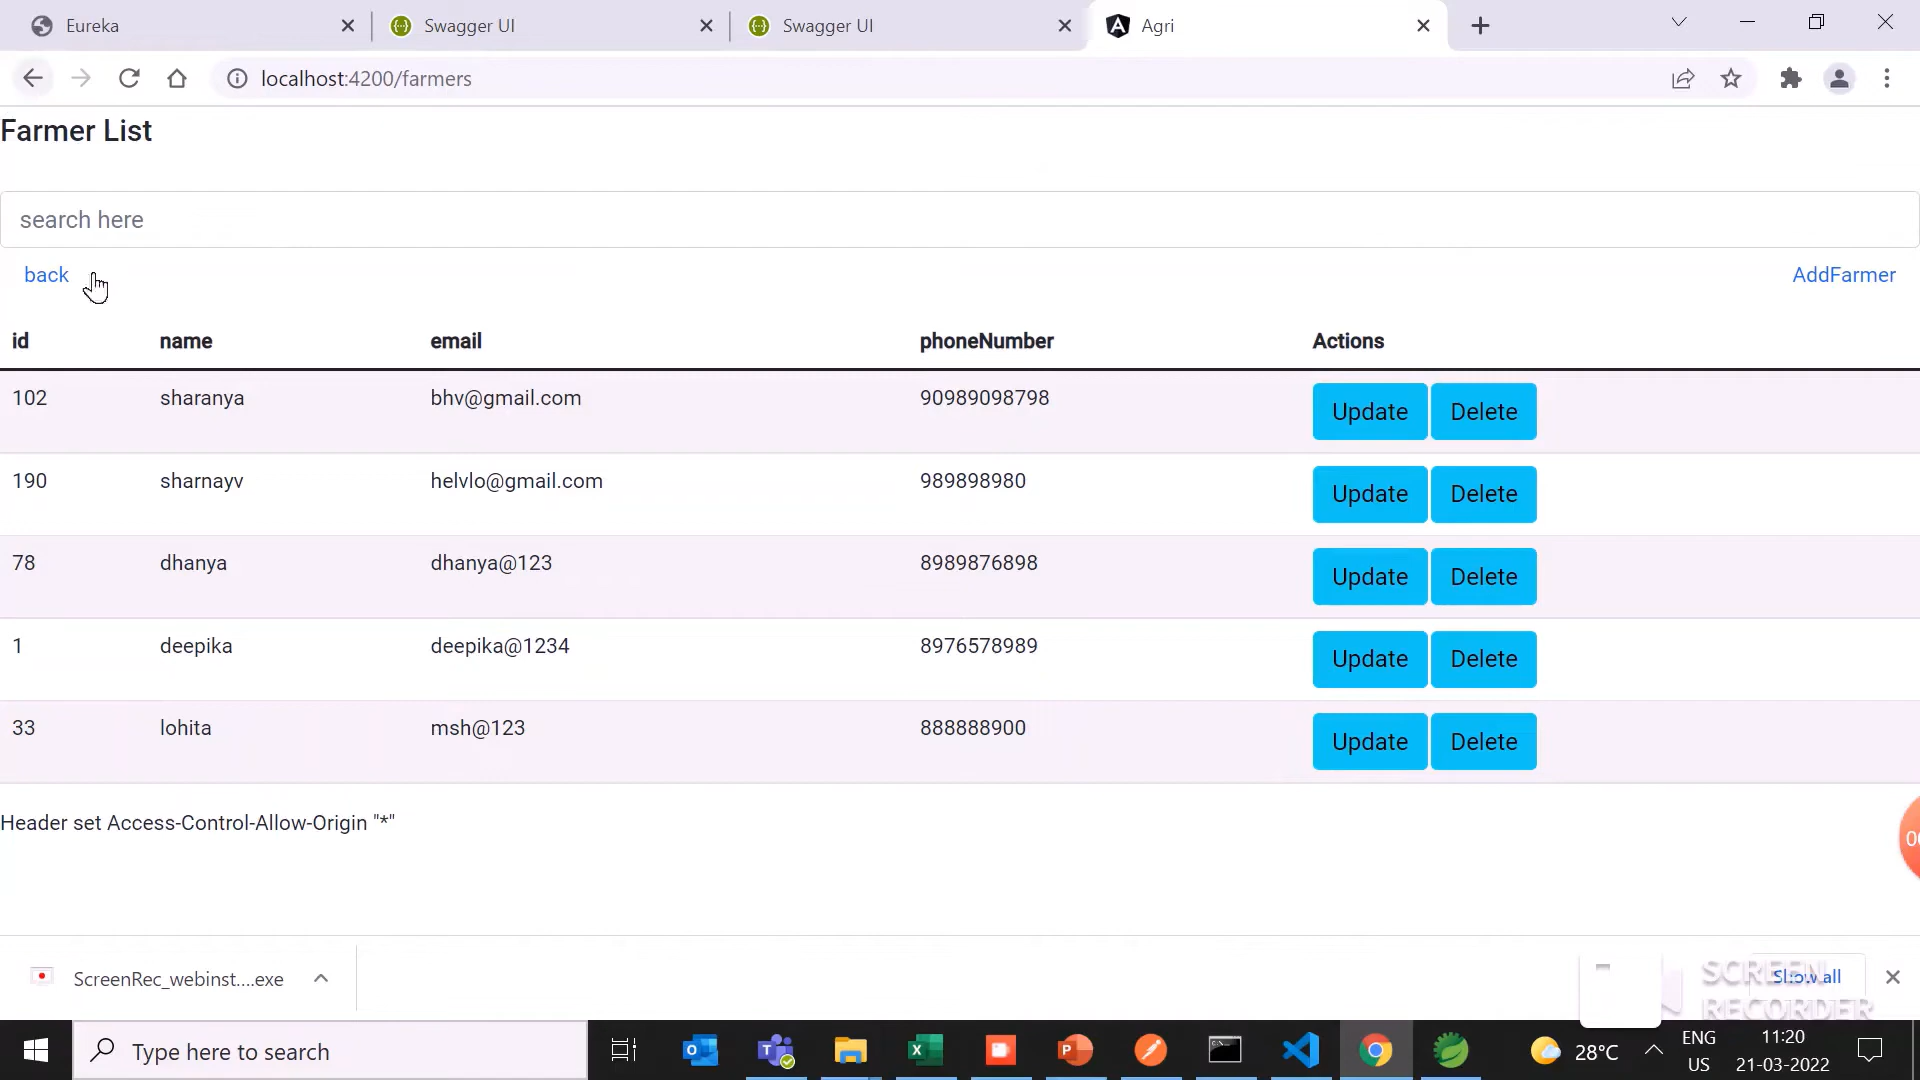 Eureka
Swagger UI
Swagger UI
Agri
localhost:4200/farmers
Farmer List
search here
back
AddFarmer
id name email phoneNumber Actions
102 sharanya bhv@gmail.com 90989098798 Update Delete
190 sharnayv helvlo@gmail.com 989898980 Update Delete
78 dhanya dhanya@123 8989876898 Update Delete
1 deepika deepika@1234 8976578989 Update Delete
33 lohita msh@123 888888900 Update Delete
Header set Access-Control-Allow-Origin "*"
ScreenRec_webinst....exe
Show all
SCREEN
RECORDER
Type here to search
28°C
ENG
US
11:20
21-03-2022